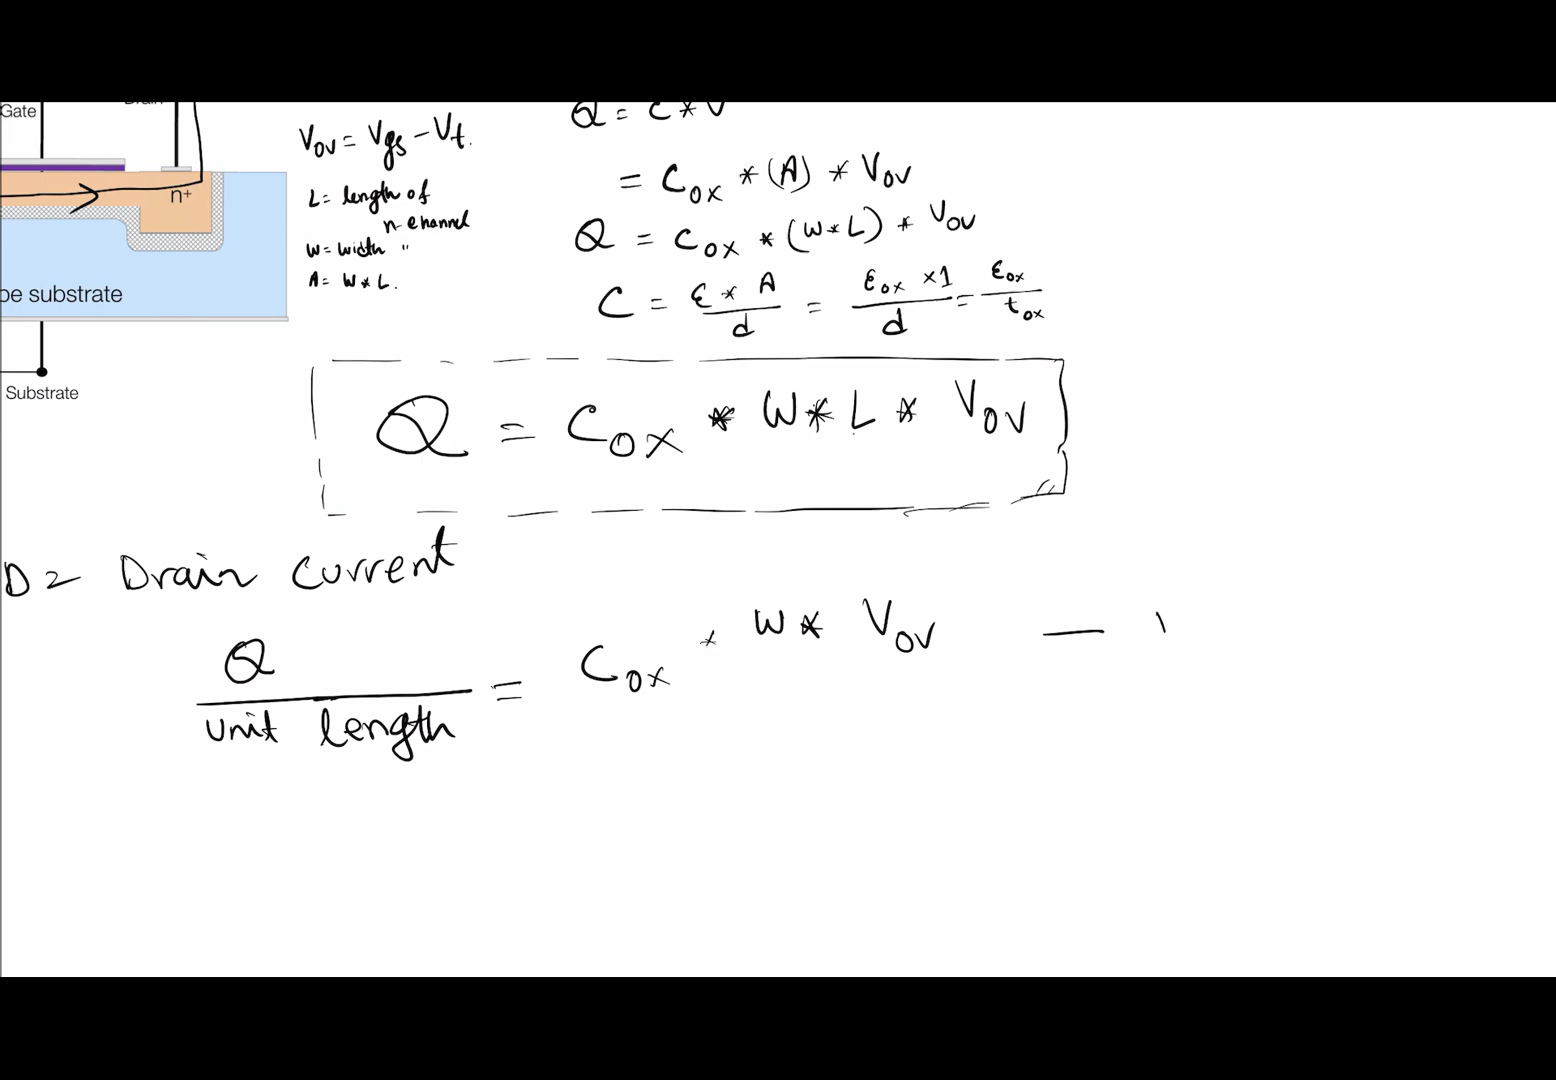 Gate
n+
pe substrate
Substrate
Vov = Vgs - Vt.
L = length of
n-channel
W = width "
A = W * L.
Q = C * V
= Cox * (A) * Vov
Q = Cox * (W * L) * Vov
C = ε * A / d = εox × 1 / d = εox / tox
Q = Cox * W * L * Vov
D = Drain current
Q / unit length = Cox * W * Vov —